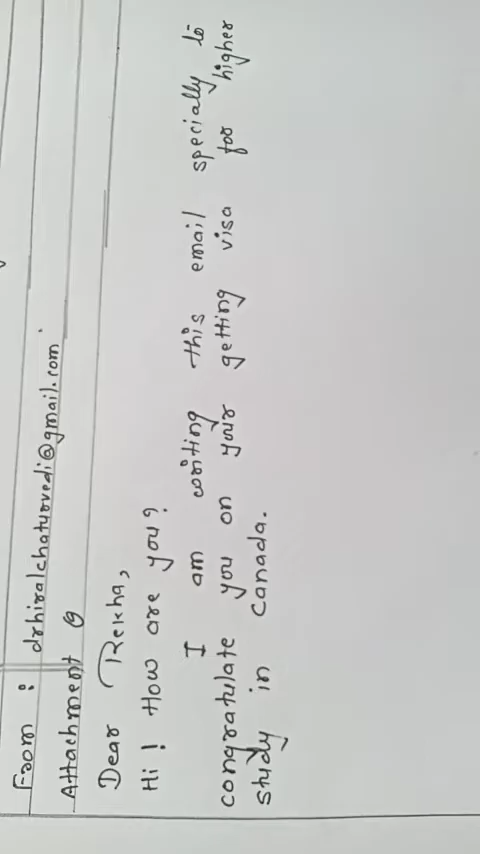 From : drhiralchaturvedi@gmail.com
Attachment
Dear Rekha,
Hi! How are you?
I am writing this email specially to
congratulate you on your getting visa for higher
study in Canada.